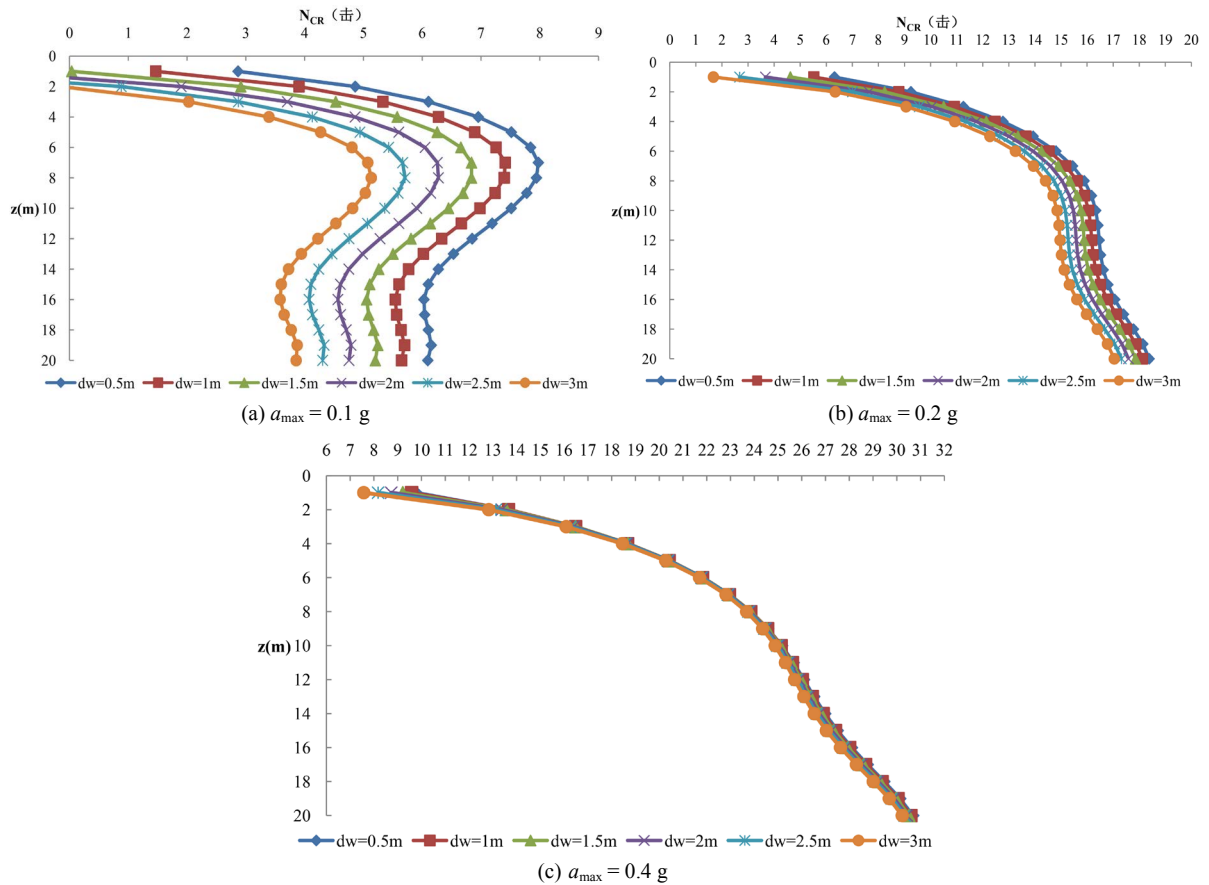 N_CR（击）
0 1 2 3 4 5 6 7 8 9
0
2
4
6
8
z(m) 10
12
14
16
18
20
dw=0.5m dw=1m dw=1.5m dw=2m dw=2.5m dw=3m
(a) a_max = 0.1 g
N_CR（击）
0 1 2 3 4 5 6 7 8 9 10 11 12 13 14 15 16 17 18 19 20
0
2
4
6
8
z(m) 10
12
14
16
18
20
dw=0.5m dw=1m dw=1.5m dw=2m dw=2.5m dw=3m
(b) a_max = 0.2 g
6 7 8 9 10 11 12 13 14 15 16 17 18 19 20 21 22 23 24 25 26 27 28 29 30 31 32
0
2
4
6
8
z(m) 10
12
14
16
18
20
dw=0.5m dw=1m dw=1.5m dw=2m dw=2.5m dw=3m
(c) a_max = 0.4 g